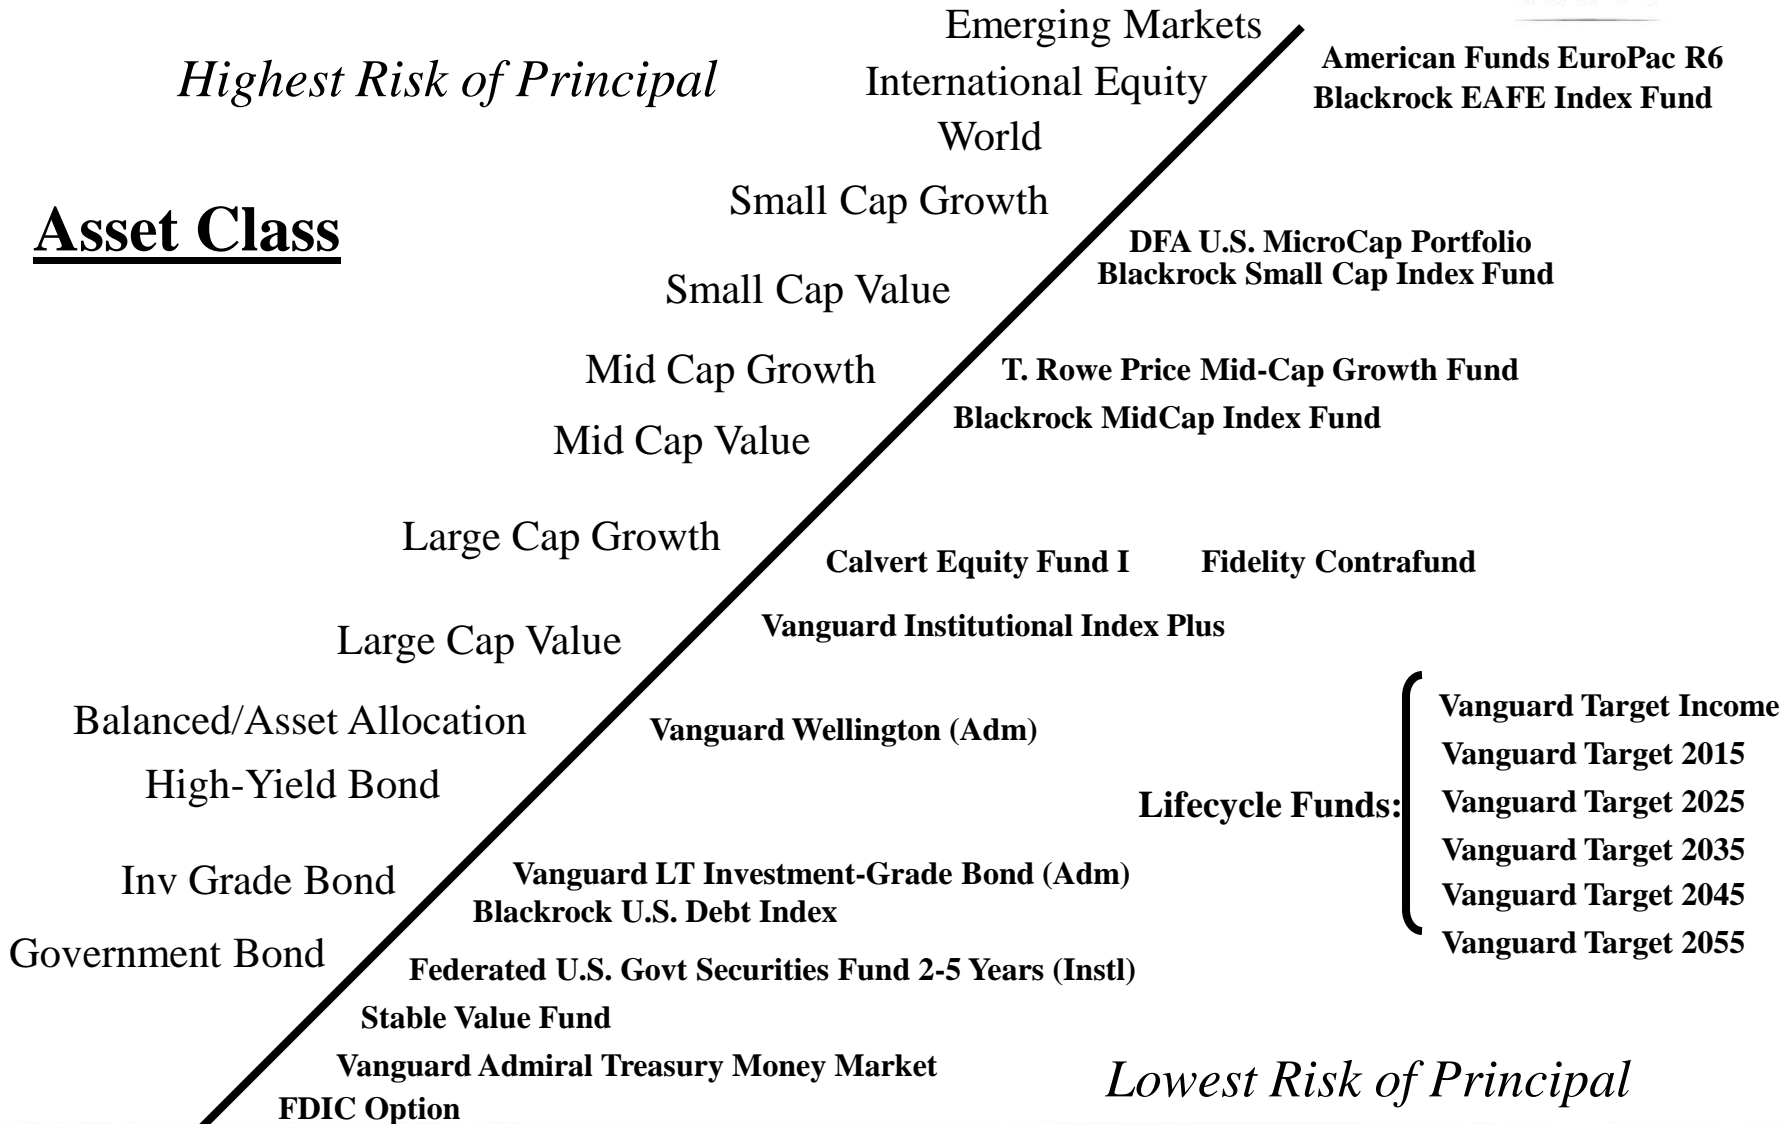 Emerging Markets
American Funds EuroPac R6
Highest Risk of Principal
International Equity
Blackrock EAFE Index Fund
World
Small Cap Growth
Asset Class
DFA U.S. MicroCap Portfolio
Blackrock Small Cap Index Fund
Small Cap Value
Mid Cap Growth
T. Rowe Price Mid-Cap Growth Fund
Blackrock MidCap Index Fund
Mid Cap Value
Large Cap Growth
Calvert Equity Fund I
Fidelity Contrafund
Vanguard Institutional Index Plus
Large Cap Value
Balanced/Asset Allocation
Vanguard Wellington (Adm)
High-Yield Bond
Lifecycle Funds:
Vanguard Target Income
Vanguard Target 2015
Vanguard Target 2025
Vanguard Target 2035
Vanguard Target 2045
Vanguard Target 2055
Inv Grade Bond
Vanguard LT Investment-Grade Bond (Adm)
Blackrock U.S. Debt Index
Government Bond
Federated U.S. Govt Securities Fund 2-5 Years (Instl)
Stable Value Fund
Vanguard Admiral Treasury Money Market
Lowest Risk of Principal
FDIC Option